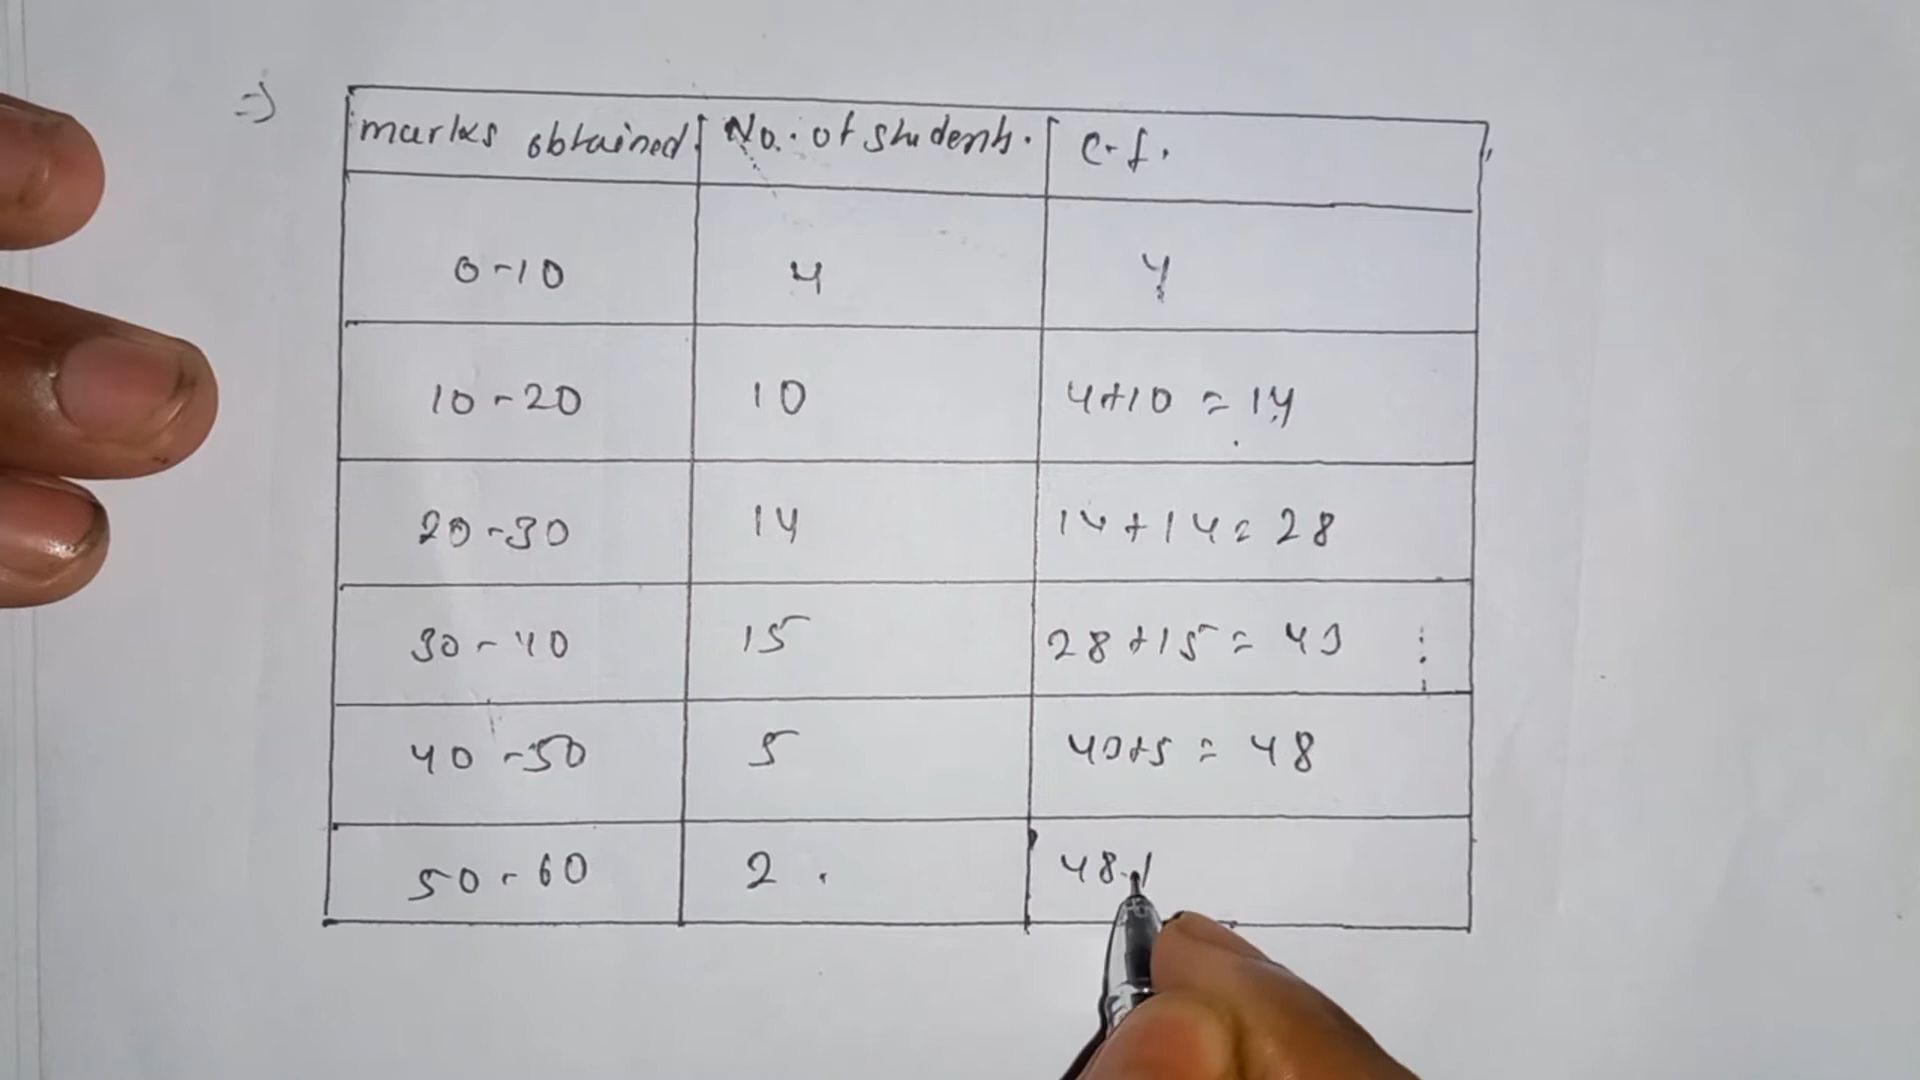 =)
marks obtained. No. of students. C.f.
0-10 4 4
10-20 10 4+10 = 14
20-30 14 14+14 = 28
30-40 15 28+15 = 43
40-50 5 43+5 = 48
50-60 2. 48+